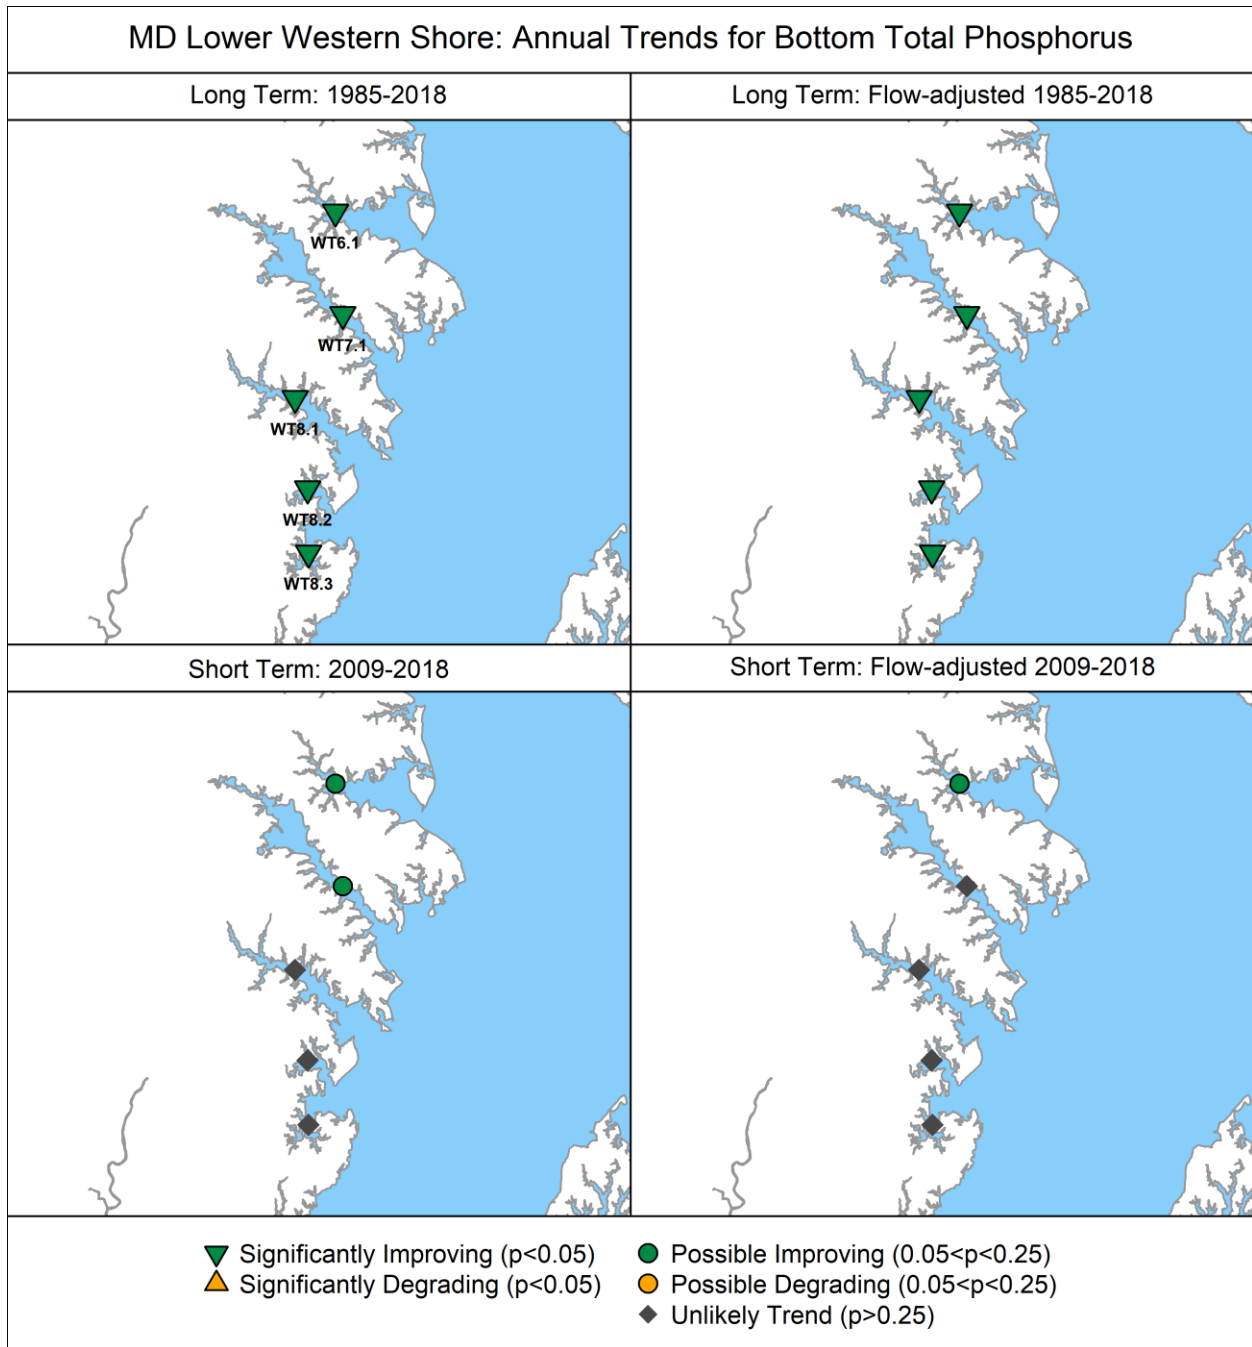 MD Lower Western Shore: Annual Trends for Bottom Total Phosphorus
Long Term: 1985-2018
Long Term: Flow-adjusted 1985-2018
WT6.1
WT7.1
WT8.1
WT8.2
WT8.3
Short Term: 2009-2018
Short Term: Flow-adjusted 2009-2018
Significantly Improving (p<0.05)
Significantly Degrading (p<0.05)
Possible Improving (0.05<p<0.25)
Possible Degrading (0.05<p<0.25)
Unlikely Trend (p>0.25)